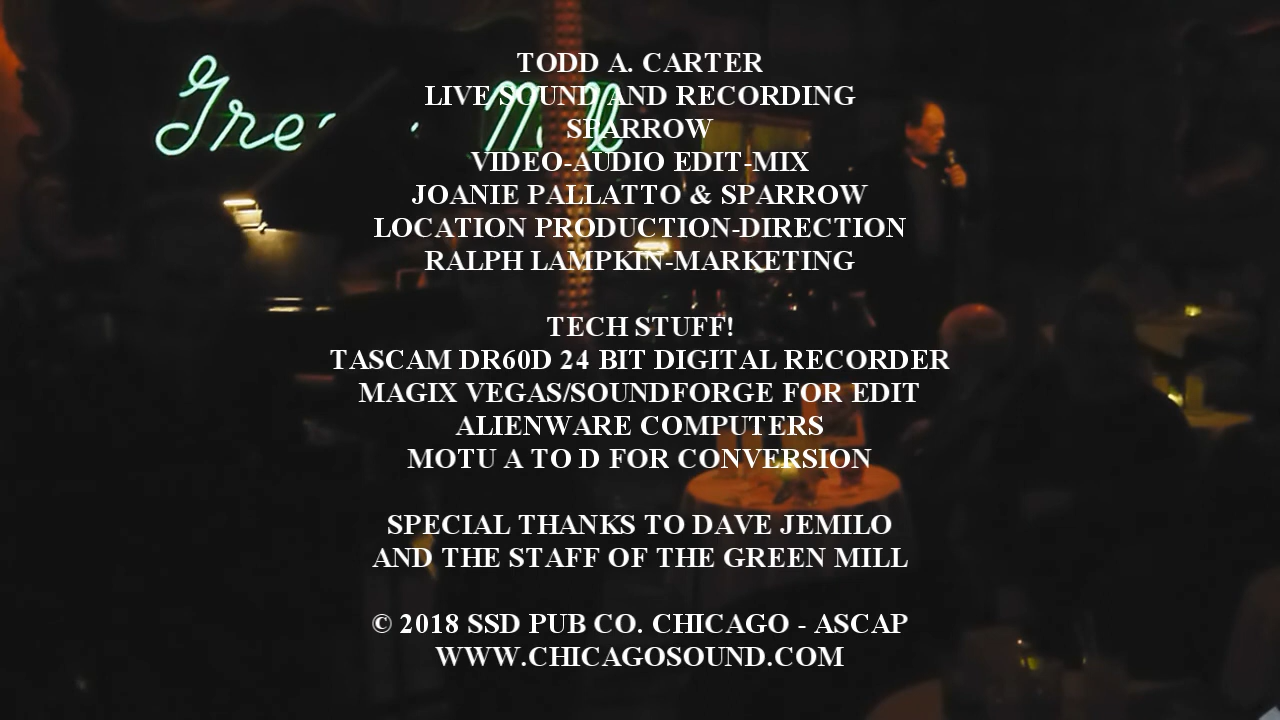 Gre
Mill
TODD A. CARTER
LIVE SOUND AND RECORDING
SPARROW
VIDEO-AUDIO EDIT-MIX
JOANIE PALLATTO & SPARROW
LOCATION PRODUCTION-DIRECTION
RALPH LAMPKIN-MARKETING
TECH STUFF!
TASCAM DR60D 24 BIT DIGITAL RECORDER
MAGIX VEGAS/SOUNDFORGE FOR EDIT
ALIENWARE COMPUTERS
MOTU A TO D FOR CONVERSION
SPECIAL THANKS TO DAVE JEMILO
AND THE STAFF OF THE GREEN MILL
© 2018 SSD PUB CO. CHICAGO - ASCAP
WWW.CHICAGOSOUND.COM